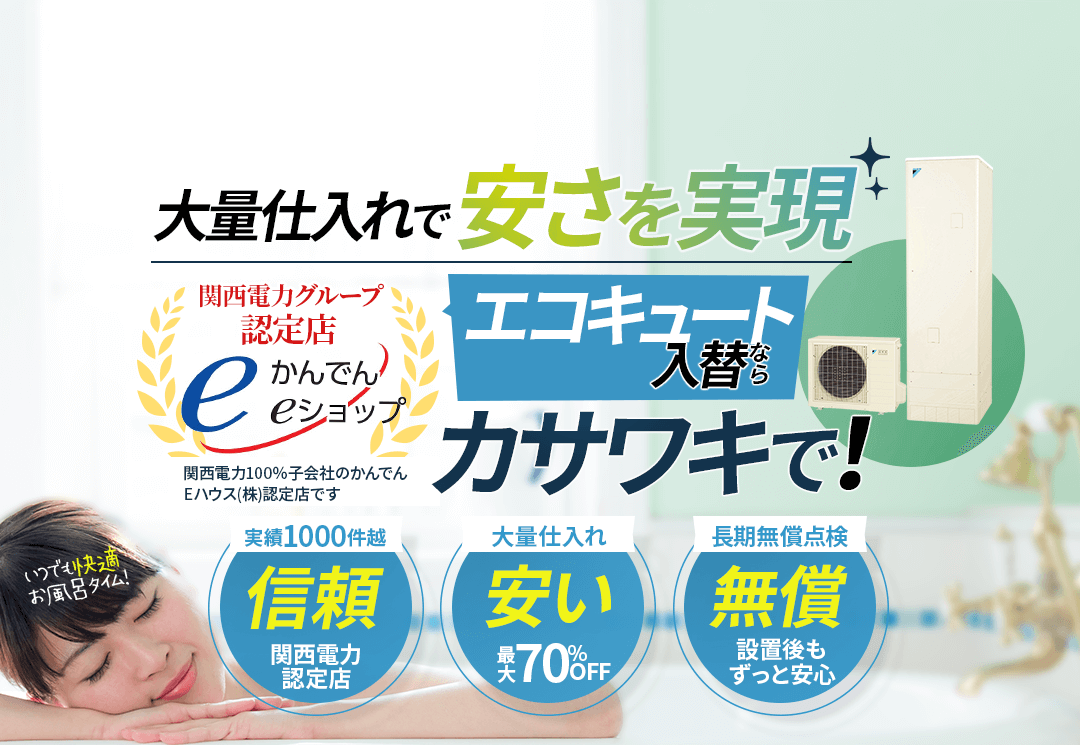 大量仕入れで安さを実現
関西電力グループ
認定店
e かんでん
eショップ
関西電力100%子会社のかんでん
Eハウス(株)認定店です
エコキュート
入替なら
カサワキで!
いつでも快適
お風呂タイム!
実績1000件越
信頼
関西電力
認定店
大量仕入れ
安い
最大70%OFF
長期無償点検
無償
設置後も
ずっと安心